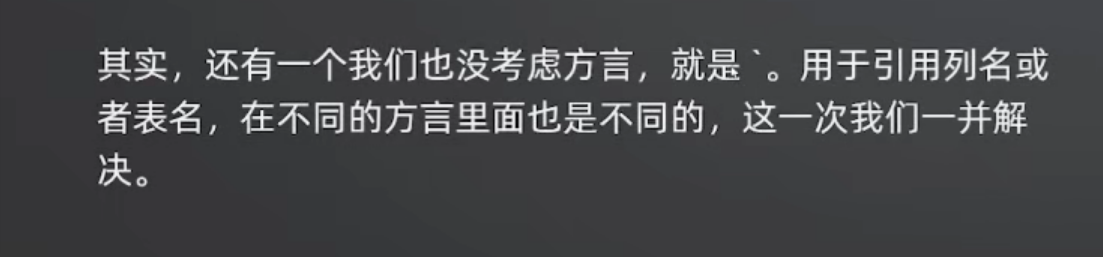 其实，还有一个我们也没考虑方言，就是 `。用于引用列名或
者表名，在不同的方言里面也是不同的，这一次我们一并解
决。